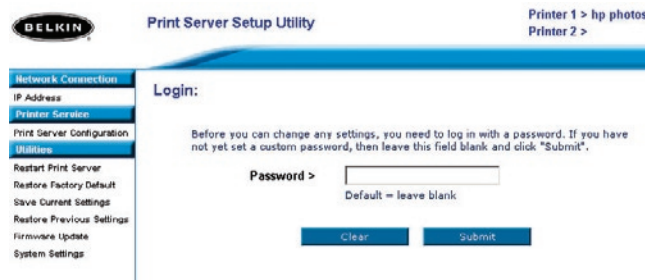 BELKIN
Print Server Setup Utility
Printer 1 > hp photos
Printer 2 >
Network Connection
IP Address
Printer Service
Print Server Configuration
Utilities
Restart Print Server
Restore Factory Default
Save Current Settings
Restore Previous Settings
Firmware Update
System Settings
Login:
Before you can change any settings, you need to log in with a password. If you have
not yet set a custom password, then leave this field blank and click "Submit".
Password >
Default = leave blank
Clear
Submit